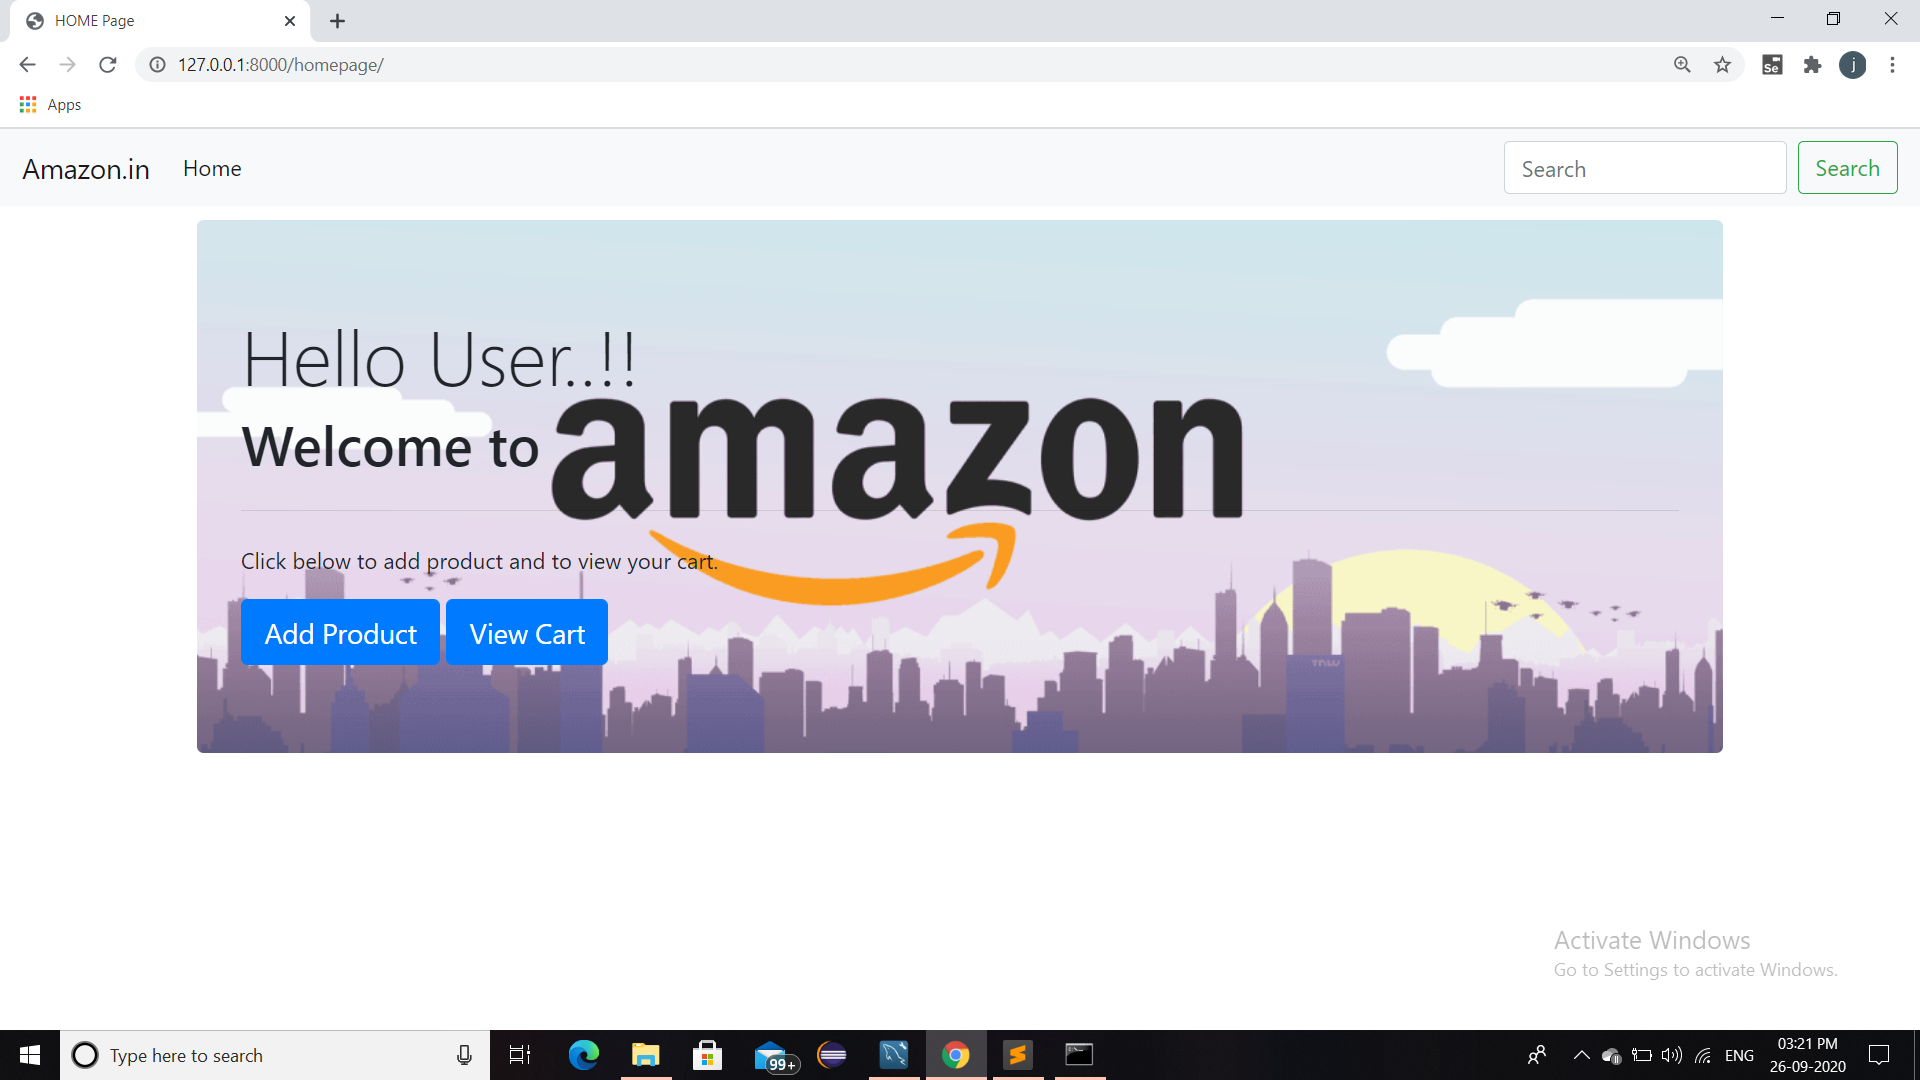 HOME Page
127.0.0.1:8000/homepage/
Se
j
Apps
Amazon.in
Home
Search
Search
Hello User..!!
Welcome to
amazon
Click below to add product and to view your cart.
Add Product
View Cart
Activate Windows
Go to Settings to activate Windows.
Type here to search
99+
ENG
03:21 PM
26-09-2020